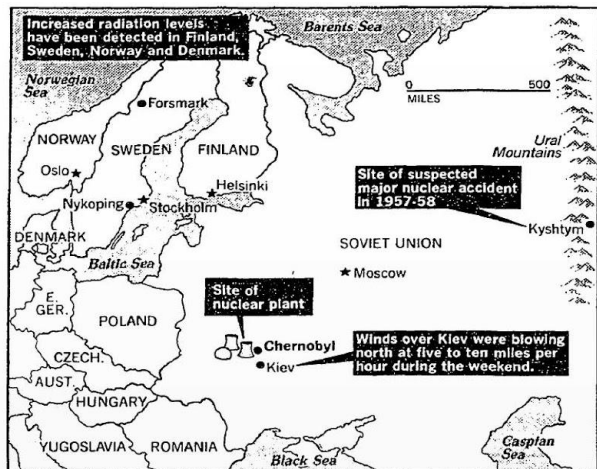 Increased radiation levels
have been detected in Finland,
Sweden, Norway and Denmark.
Barents Sea
Norwegian
Sea
0 500
MILES
Forsmark
Ural
Mountains
NORWAY
SWEDEN
FINLAND
Oslo
Helsinki
Site of suspected
major nuclear accident
in 1957-58
Nykoping
Stockholm
Kyshtym
DENMARK
SOVIET UNION
Baltic Sea
Moscow
Site of
nuclear plant
E.
GER.
POLAND
Chernobyl
Winds over Kiev were blowing
north at five to ten miles per
hour during the weekend.
CZECH.
Kiev
AUST.
HUNGARY
YUGOSLAVIA
ROMANIA
Black Sea
Caspian
Sea